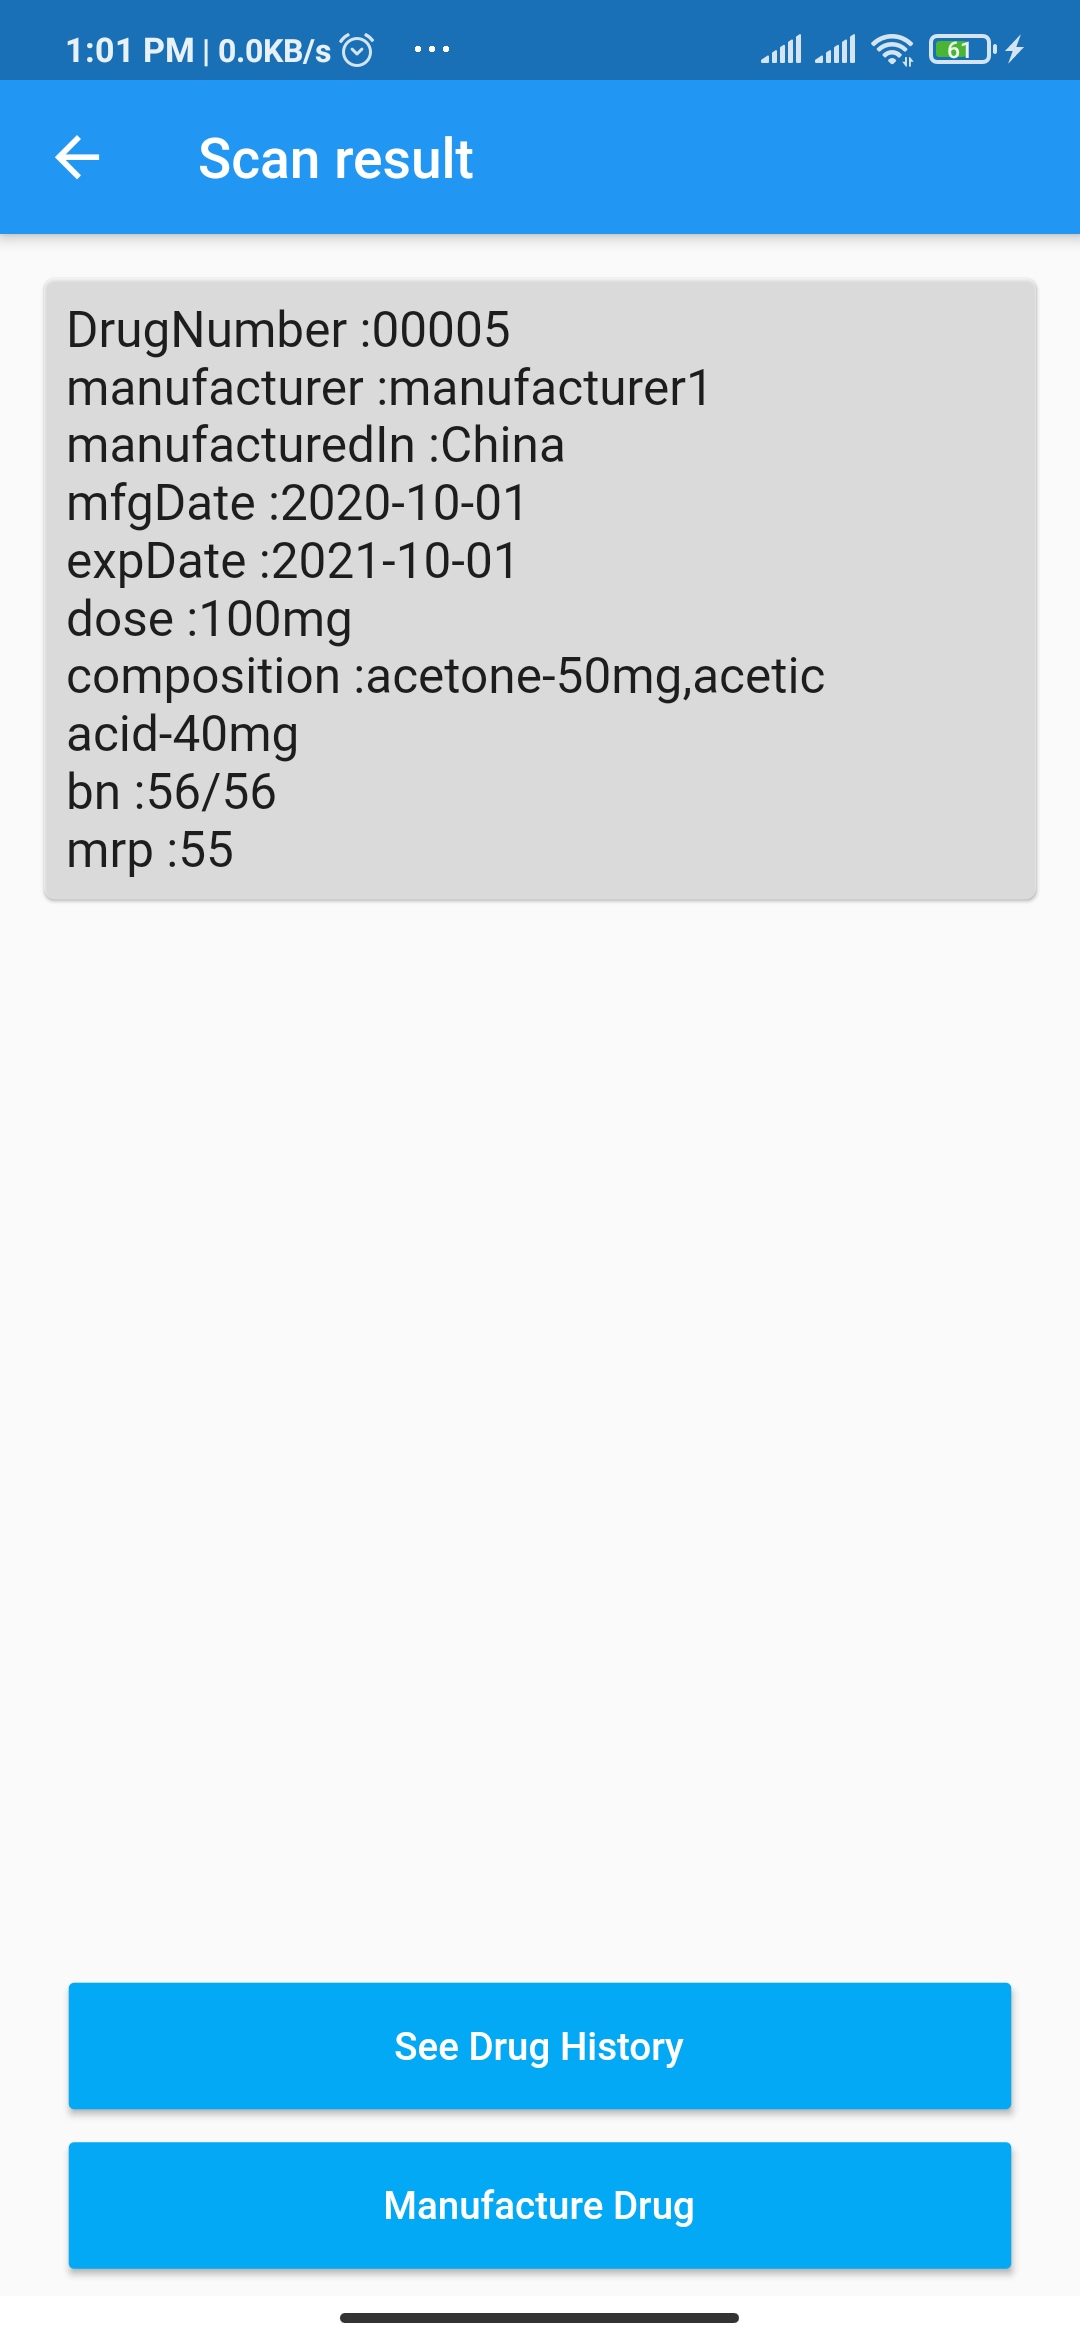 1:01 PM | 0.0KB/s ...
61
Scan result
DrugNumber :00005
manufacturer :manufacturer1
manufacturedIn :China
mfgDate :2020-10-01
expDate :2021-10-01
dose :100mg
composition :acetone-50mg,acetic
acid-40mg
bn :56/56
mrp :55
See Drug History
Manufacture Drug